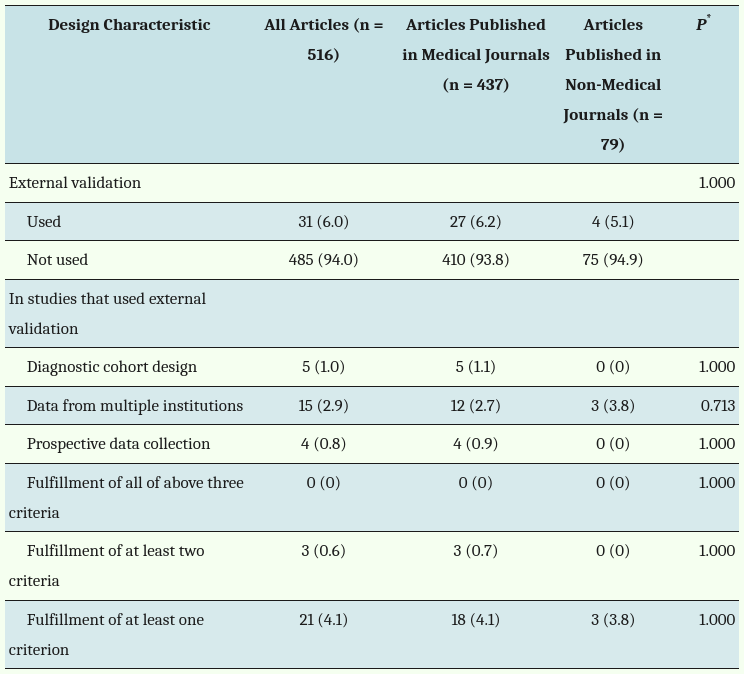 Design Characteristic All Articles (n = 516) Articles Published in Medical Journals (n = 437) Articles Published in Non-Medical Journals (n = 79) P*
External validation 1.000
Used 31 (6.0) 27 (6.2) 4 (5.1)
Not used 485 (94.0) 410 (93.8) 75 (94.9)
In studies that used external
validation
Diagnostic cohort design 5 (1.0) 5 (1.1) 0 (0) 1.000
Data from multiple institutions 15 (2.9) 12 (2.7) 3 (3.8) 0.713
Prospective data collection 4 (0.8) 4 (0.9) 0 (0) 1.000
Fulfillment of all of above three 0 (0) 0 (0) 0 (0) 1.000
criteria
Fulfillment of at least two 3 (0.6) 3 (0.7) 0 (0) 1.000
criteria
Fulfillment of at least one 21 (4.1) 18 (4.1) 3 (3.8) 1.000
criterion